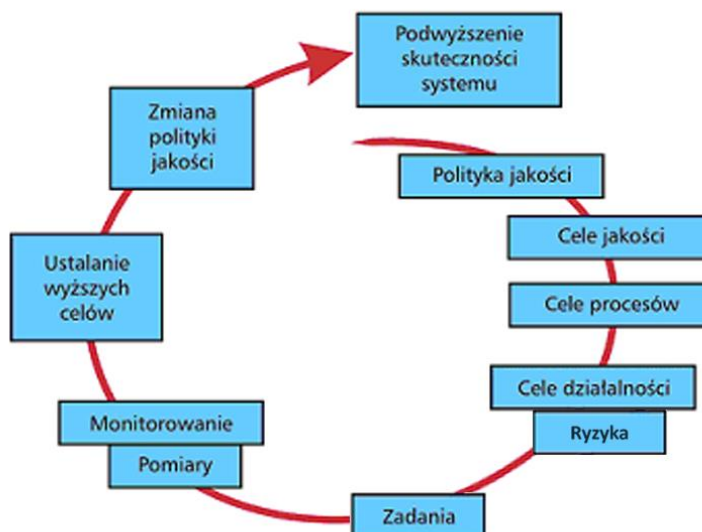 Podwyższenie
skuteczności
systemu
Polityka jakości
Cele jakości
Cele procesów
Cele działalności
Ryzyka
Zadania
Pomiary
Monitorowanie
Ustalanie
wyższych
celów
Zmiana
polityki
jakości